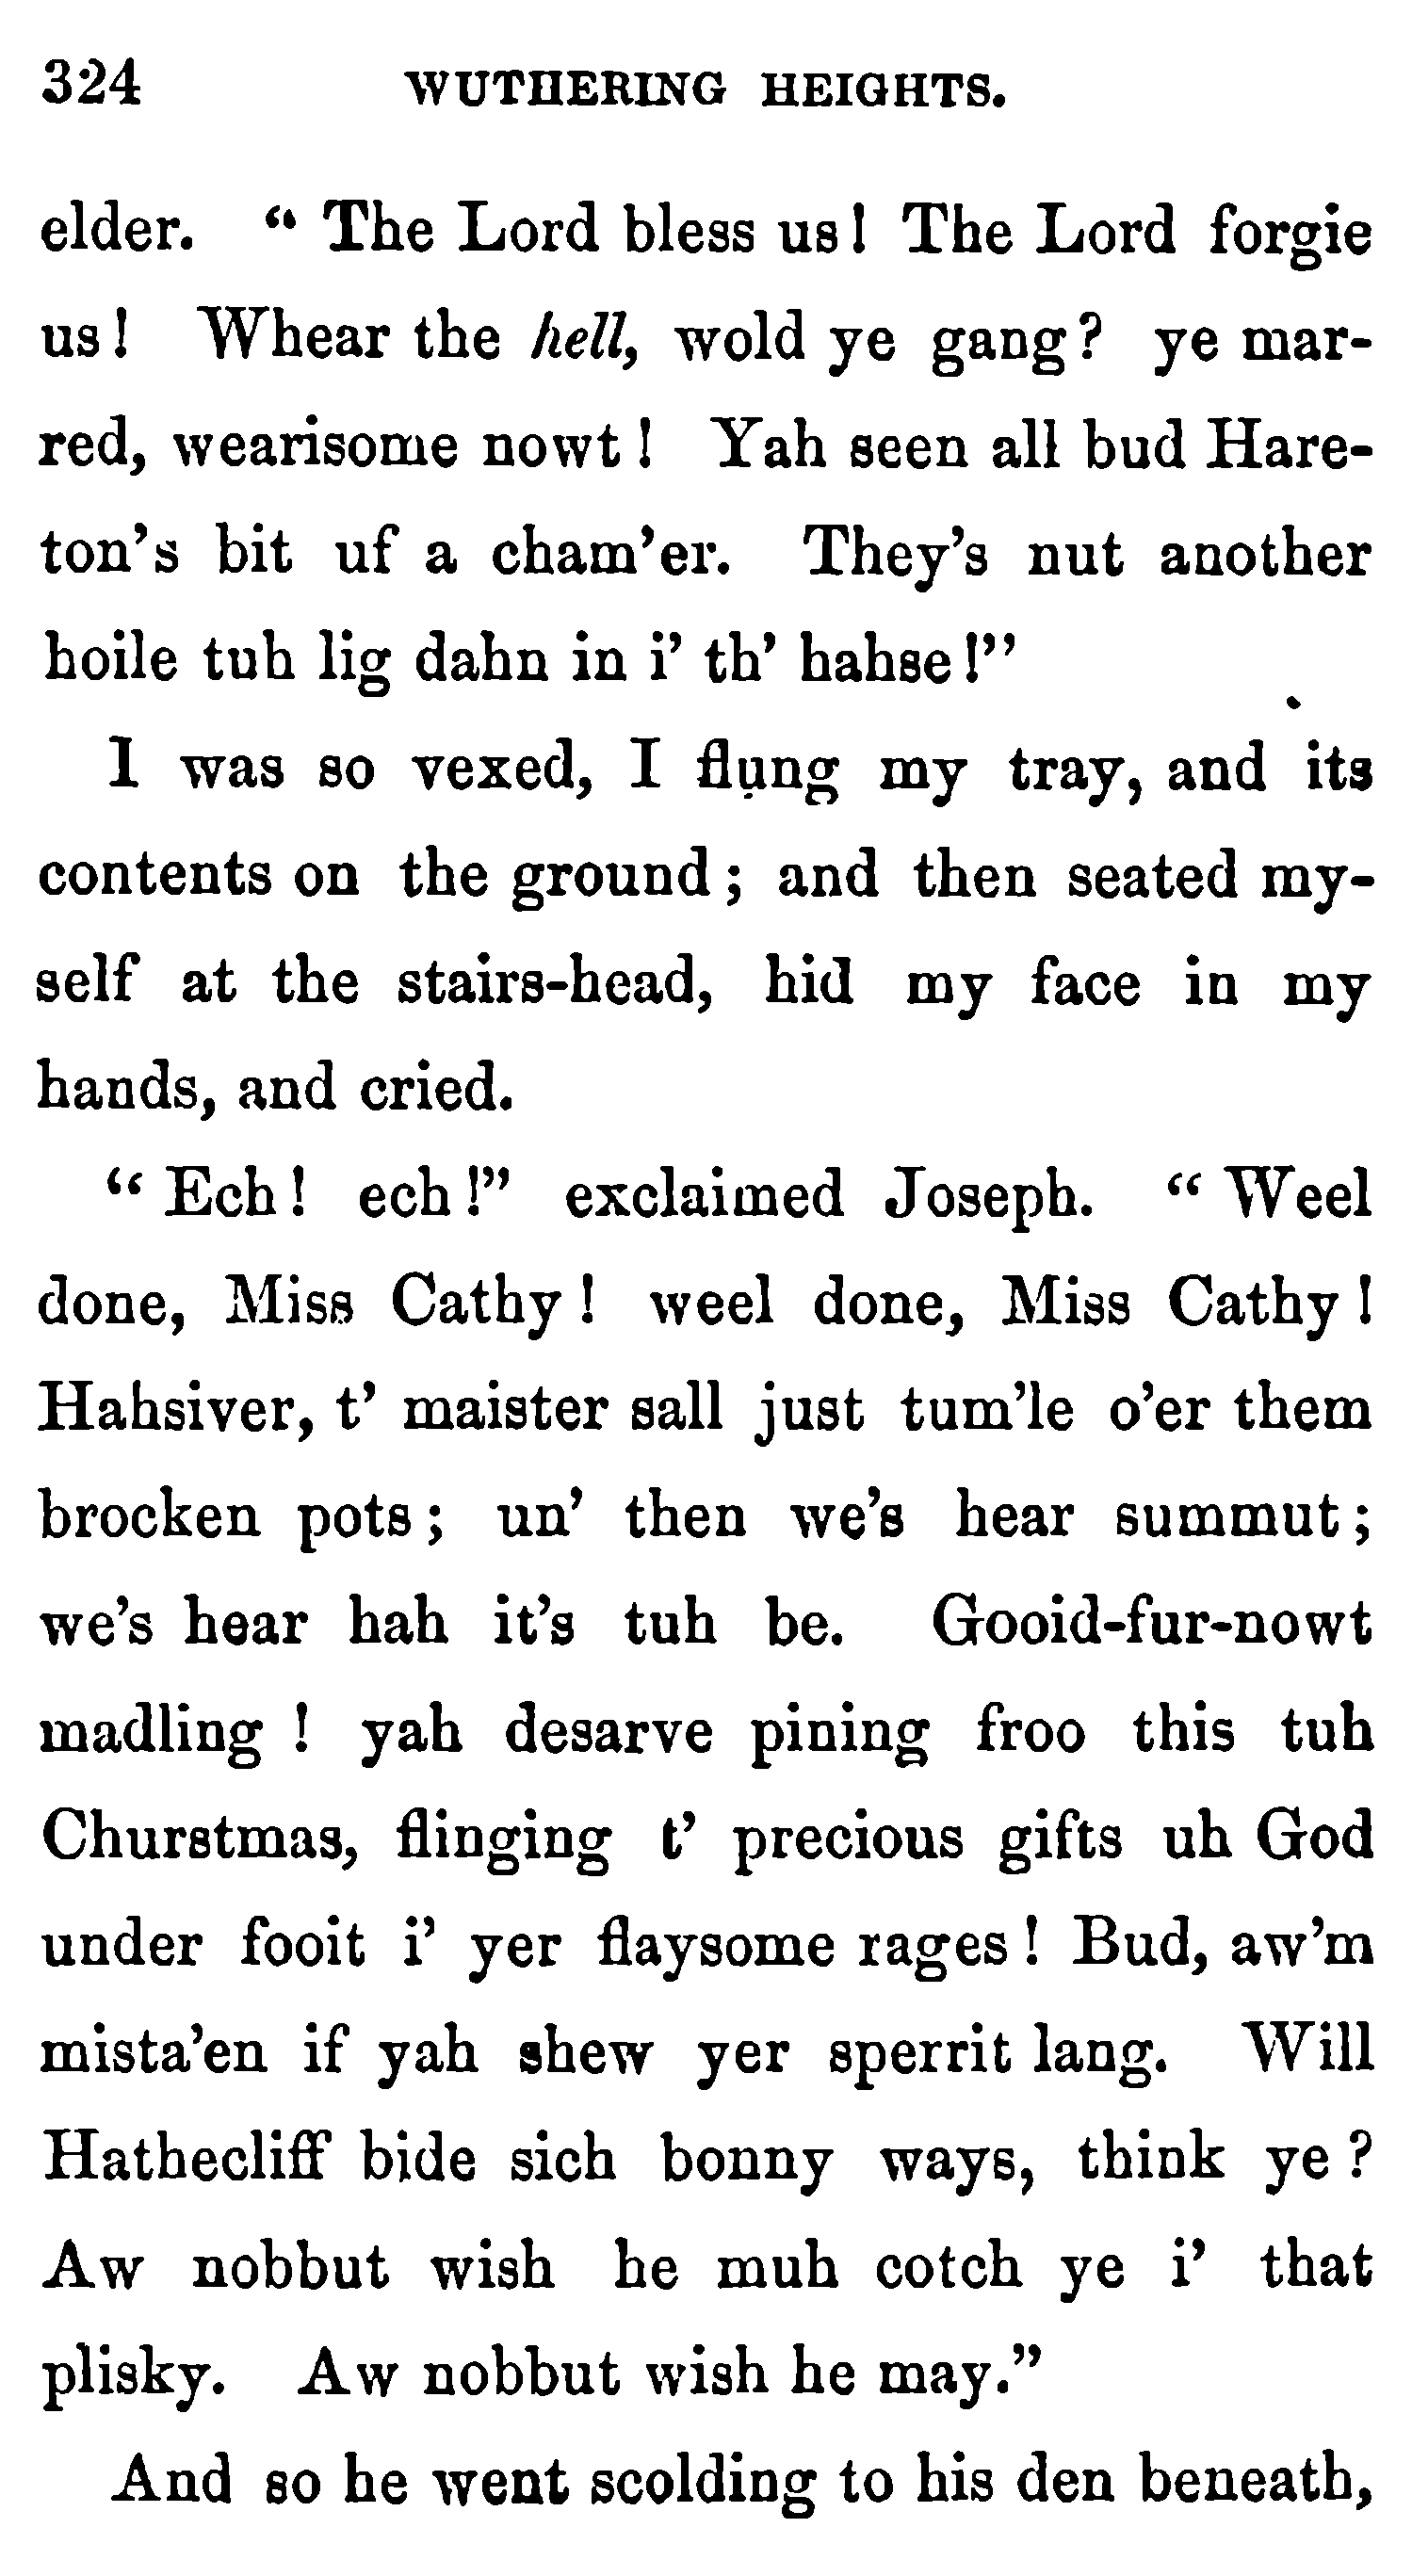 324 WUTHERING HEIGHTS.
elder. “ The Lord bless us! The Lord forgie
us! Whear the hell, wold ye gang? ye mar-
red, wearisome nowt! Yah seen all bud Hare-
ton’s bit uf a cham’er. They’s nut another
hoile tuh lig dahn in i’ th’ hahse!”
I was so vexed, I flung my tray, and its
contents on the ground; and then seated my-
self at the stairs-head, hid my face in my
hands, and cried.
“ Ech! ech!” exclaimed Joseph. “ Weel
done, Miss Cathy! weel done, Miss Cathy!
Hahsiver, t’ maister sall just tum’le o’er them
brocken pots; un’ then we’s hear summut;
we’s hear hah it’s tuh be. Gooid-fur-nowt
madling ! yah desarve pining froo this tuh
Churstmas, flinging t’ precious gifts uh God
under fooit i’ yer flaysome rages! Bud, aw’m
mista’en if yah shew yer sperrit lang. Will
Hathecliff bide sich bonny ways, think ye?
Aw nobbut wish he muh cotch ye i’ that
plisky. Aw nobbut wish he may.”
And so he went scolding to his den beneath,